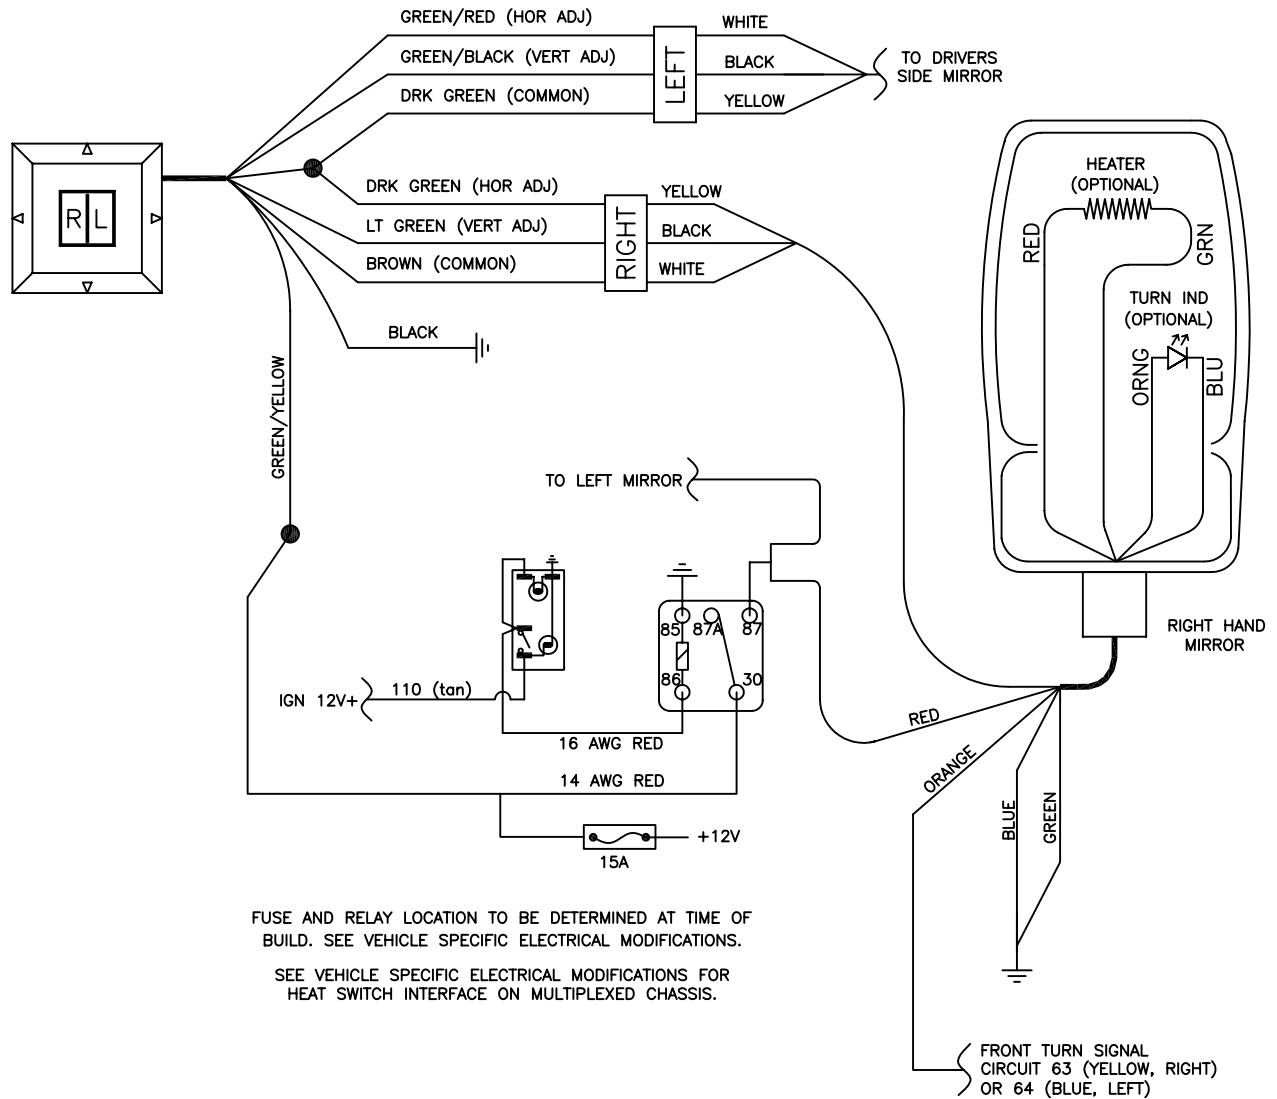 GREEN/RED (HOR ADJ)
WHITE
GREEN/BLACK (VERT ADJ)
LEFT
BLACK
TO DRIVERS
SIDE MIRROR
DRK GREEN (COMMON)
YELLOW
R L
DRK GREEN (HOR ADJ)
YELLOW
LT GREEN (VERT ADJ)
RIGHT
BLACK
BROWN (COMMON)
WHITE
BLACK
GREEN/YELLOW
HEATER
(OPTIONAL)
RED
GRN
TURN IND
(OPTIONAL)
ORNG
BLU
TO LEFT MIRROR
85 87A 87
86 30
RIGHT HAND
MIRROR
IGN 12V+
110 (tan)
16 AWG RED
14 AWG RED
+12V
15A
RED
ORANGE
BLUE
GREEN
FUSE AND RELAY LOCATION TO BE DETERMINED AT TIME OF
BUILD. SEE VEHICLE SPECIFIC ELECTRICAL MODIFICATIONS.
SEE VEHICLE SPECIFIC ELECTRICAL MODIFICATIONS FOR
HEAT SWITCH INTERFACE ON MULTIPLEXED CHASSIS.
FRONT TURN SIGNAL
CIRCUIT 63 (YELLOW, RIGHT)
OR 64 (BLUE, LEFT)